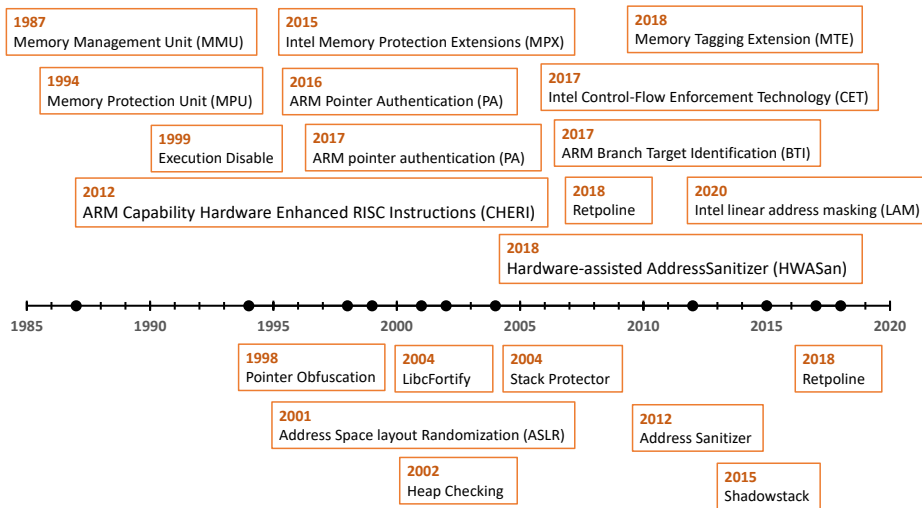 1987
Memory Management Unit (MMU)
2015
Intel Memory Protection Extensions (MPX)
2018
Memory Tagging Extension (MTE)
1994
Memory Protection Unit (MPU)
2016
ARM Pointer Authentication (PA)
2017
Intel Control-Flow Enforcement Technology (CET)
1999
Execution Disable
2017
ARM pointer authentication (PA)
2017
ARM Branch Target Identification (BTI)
2012
ARM Capability Hardware Enhanced RISC Instructions (CHERI)
2018
Retpoline
2020
Intel linear address masking (LAM)
2018
Hardware-assisted AddressSanitizer (HWASan)
1985 1990 1995 2000 2005 2010 2015 2020
1998
Pointer Obfuscation
2004
LibcFortify
2004
Stack Protector
2018
Retpoline
2001
Address Space layout Randomization (ASLR)
2012
Address Sanitizer
2002
Heap Checking
2015
Shadowstack